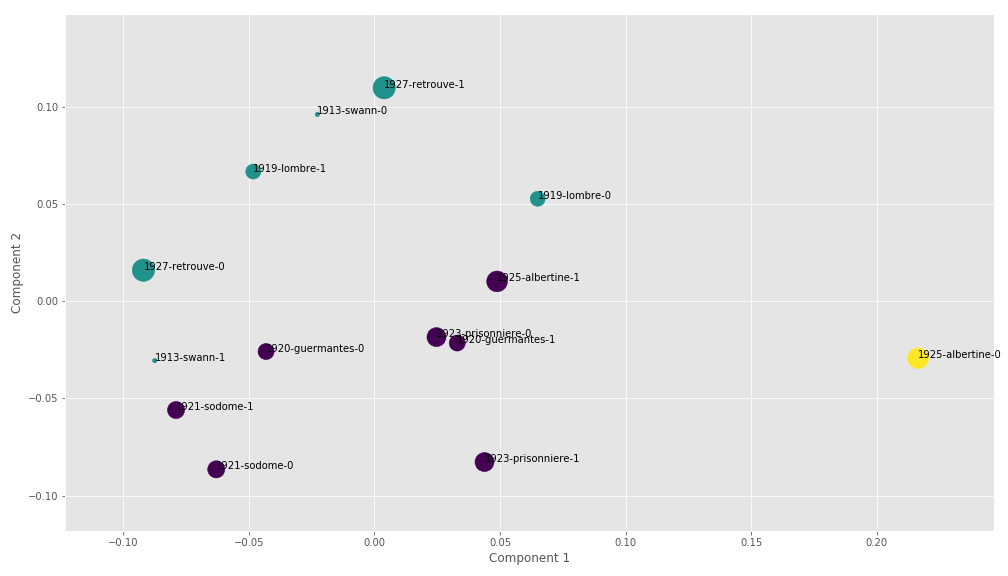 1927-retrouve-1
1913-swann-0
1919-lombre-1
1919-lombre-0
1927-retrouve-0
1925-albertine-1
1923-prisonniere-0
1920-guermantes-1
1920-guermantes-0
1913-swann-1
1925-albertine-0
1921-sodome-1
1923-prisonniere-1
1921-sodome-0
0.10
0.05
0.00
−0.05
−0.10
Component 2
−0.10 −0.05 0.00 0.05 0.10 0.15 0.20
Component 1